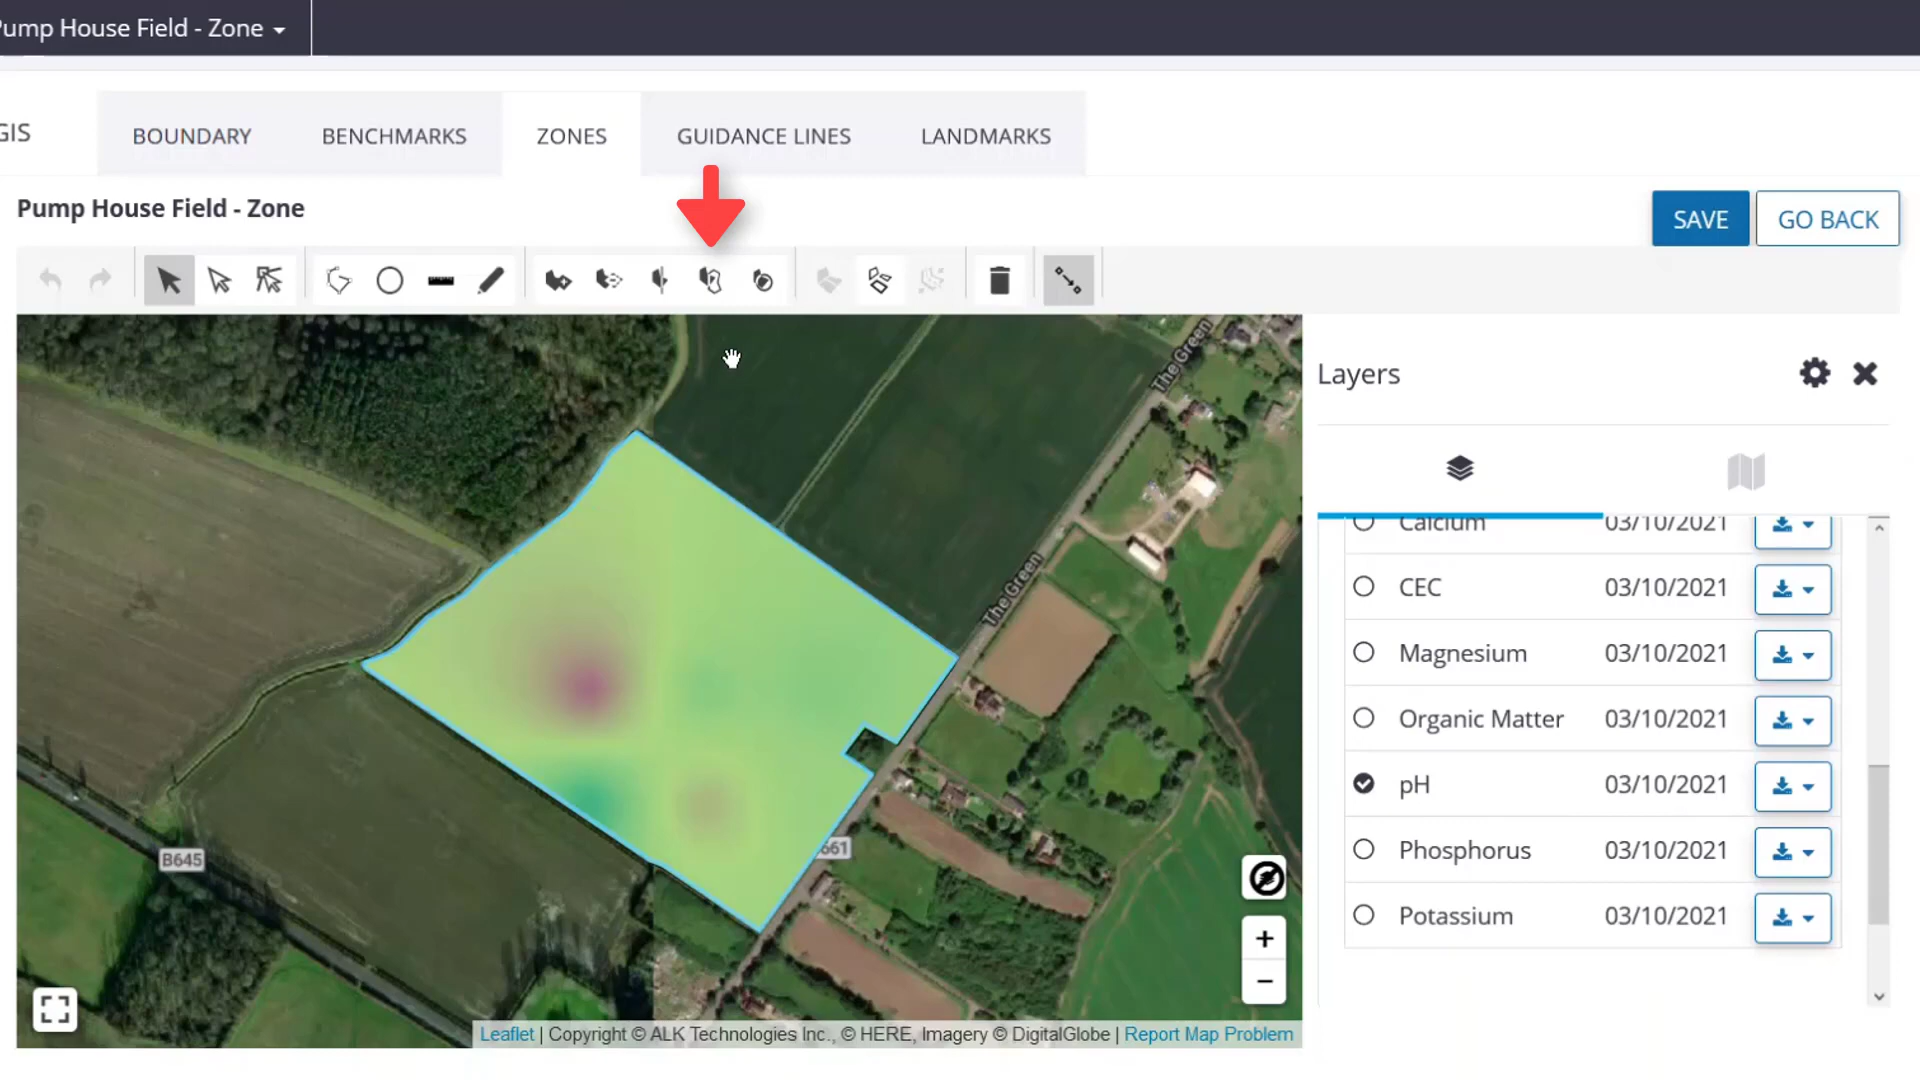 Pump House Field - Zone
GIS
BOUNDARY
BENCHMARKS
ZONES
GUIDANCE LINES
LANDMARKS
Pump House Field - Zone
SAVE
GO BACK
The Green
Layers
Calcium 03/10/2021
The Green
CEC 03/10/2021
Magnesium 03/10/2021
Organic Matter 03/10/2021
pH 03/10/2021
B645
661
Phosphorus 03/10/2021
Potassium 03/10/2021
+
−
Leaflet | Copyright © ALK Technologies Inc., © HERE, Imagery © DigitalGlobe | Report Map Problem